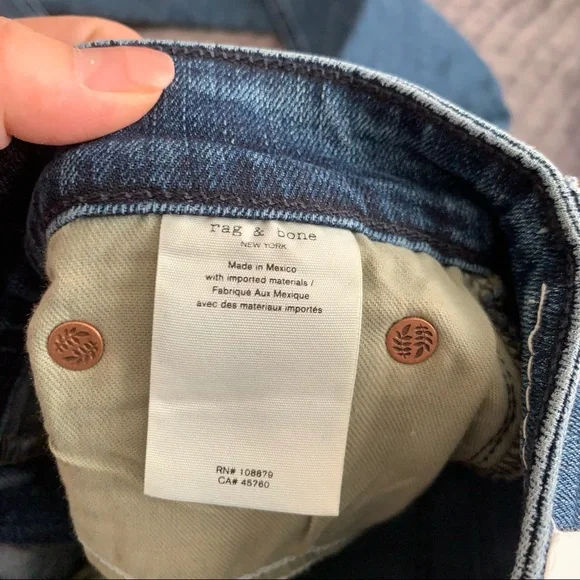 rag & bone
NEW YORK
Made in Mexico
with imported materials /
Fabriqué Aux Mexique
avec des matériaux importés
RN# 108879
CA# 45760